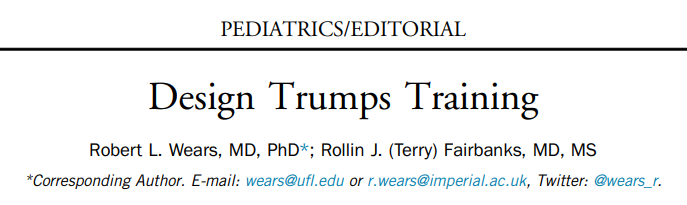 PEDIATRICS/EDITORIAL
Design Trumps Training
Robert L. Wears, MD, PhD*; Rollin J. (Terry) Fairbanks, MD, MS
*Corresponding Author. E-mail: wears@ufl.edu or r.wears@imperial.ac.uk, Twitter: @wears_r.